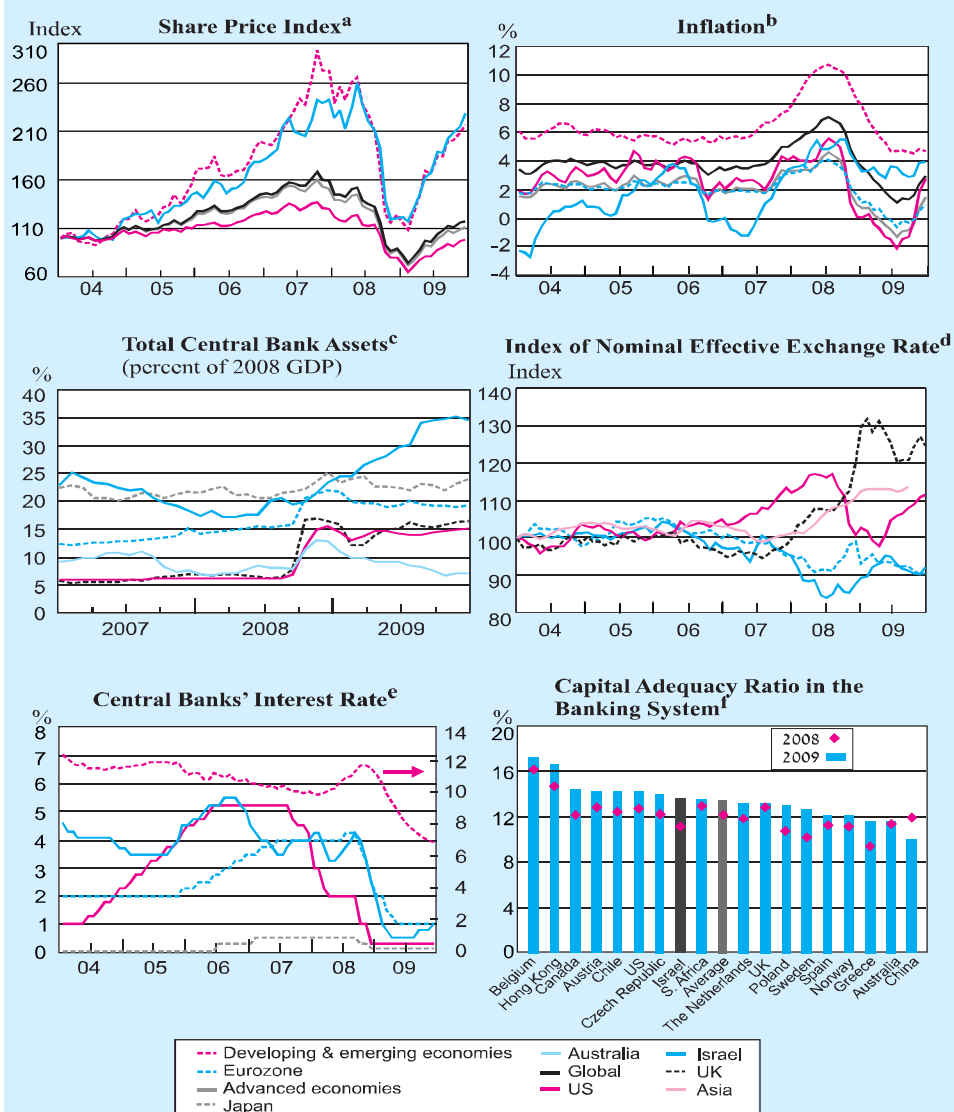 Share Price Index^a
Index
310
260
210
160
110
60
04 05 06 07 08 09
Inflation^b
%
12
10
8
6
4
2
0
-2
-4
04 05 06 07 08 09
Total Central Bank Assets^c
(percent of 2008 GDP)
%
40
35
30
25
20
15
10
5
0
2007 2008 2009
Index of Nominal Effective Exchange Rate^d
Index
130
120
110
100
90
80
04 05 06 07 08 09
Central Banks' Interest Rate^e
%
8
7
6
5
4
3
2
1
0
%
14
12
10
8
6
4
2
0
04 05 06 07 08 09
Capital Adequacy Ratio in the
Banking System^f
%
20
16
12
8
4
0
2008
2009
Belgium
Hong Kong
Canada
Austria
Chile
US
Czech Republic
Israel
S. Africa
Average
The Netherlands
UK
Poland
Sweden
Spain
Norway
Greece
Australia
China
Developing & emerging economies
Eurozone
Advanced economies
Japan
Australia
Global
US
Israel
UK
Asia